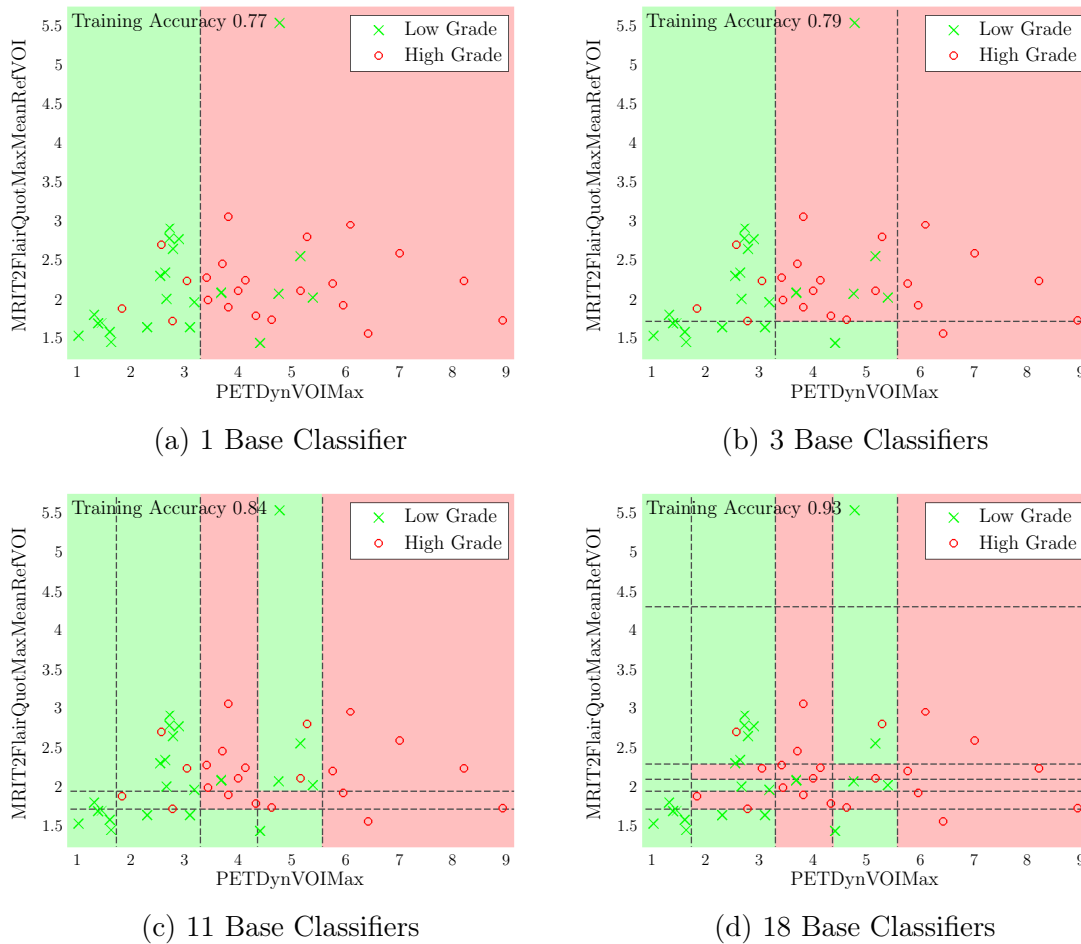 Training Accuracy 0.77
Low Grade
High Grade
5.5
5
4.5
4
3.5
3
2.5
2
1.5
MRIT2FlairQuotMaxMeanRefVOI
1 2 3 4 5 6 7 8 9
PETDynVOIMax
(a) 1 Base Classifier
Training Accuracy 0.79
Low Grade
High Grade
5.5
5
4.5
4
3.5
3
2.5
2
1.5
MRIT2FlairQuotMaxMeanRefVOI
1 2 3 4 5 6 7 8 9
PETDynVOIMax
(b) 3 Base Classifiers
Training Accuracy 0.84
Low Grade
High Grade
5.5
5
4.5
4
3.5
3
2.5
2
1.5
MRIT2FlairQuotMaxMeanRefVOI
1 2 3 4 5 6 7 8 9
PETDynVOIMax
(c) 11 Base Classifiers
Training Accuracy 0.93
Low Grade
High Grade
5.5
5
4.5
4
3.5
3
2.5
2
1.5
MRIT2FlairQuotMaxMeanRefVOI
1 2 3 4 5 6 7 8 9
PETDynVOIMax
(d) 18 Base Classifiers